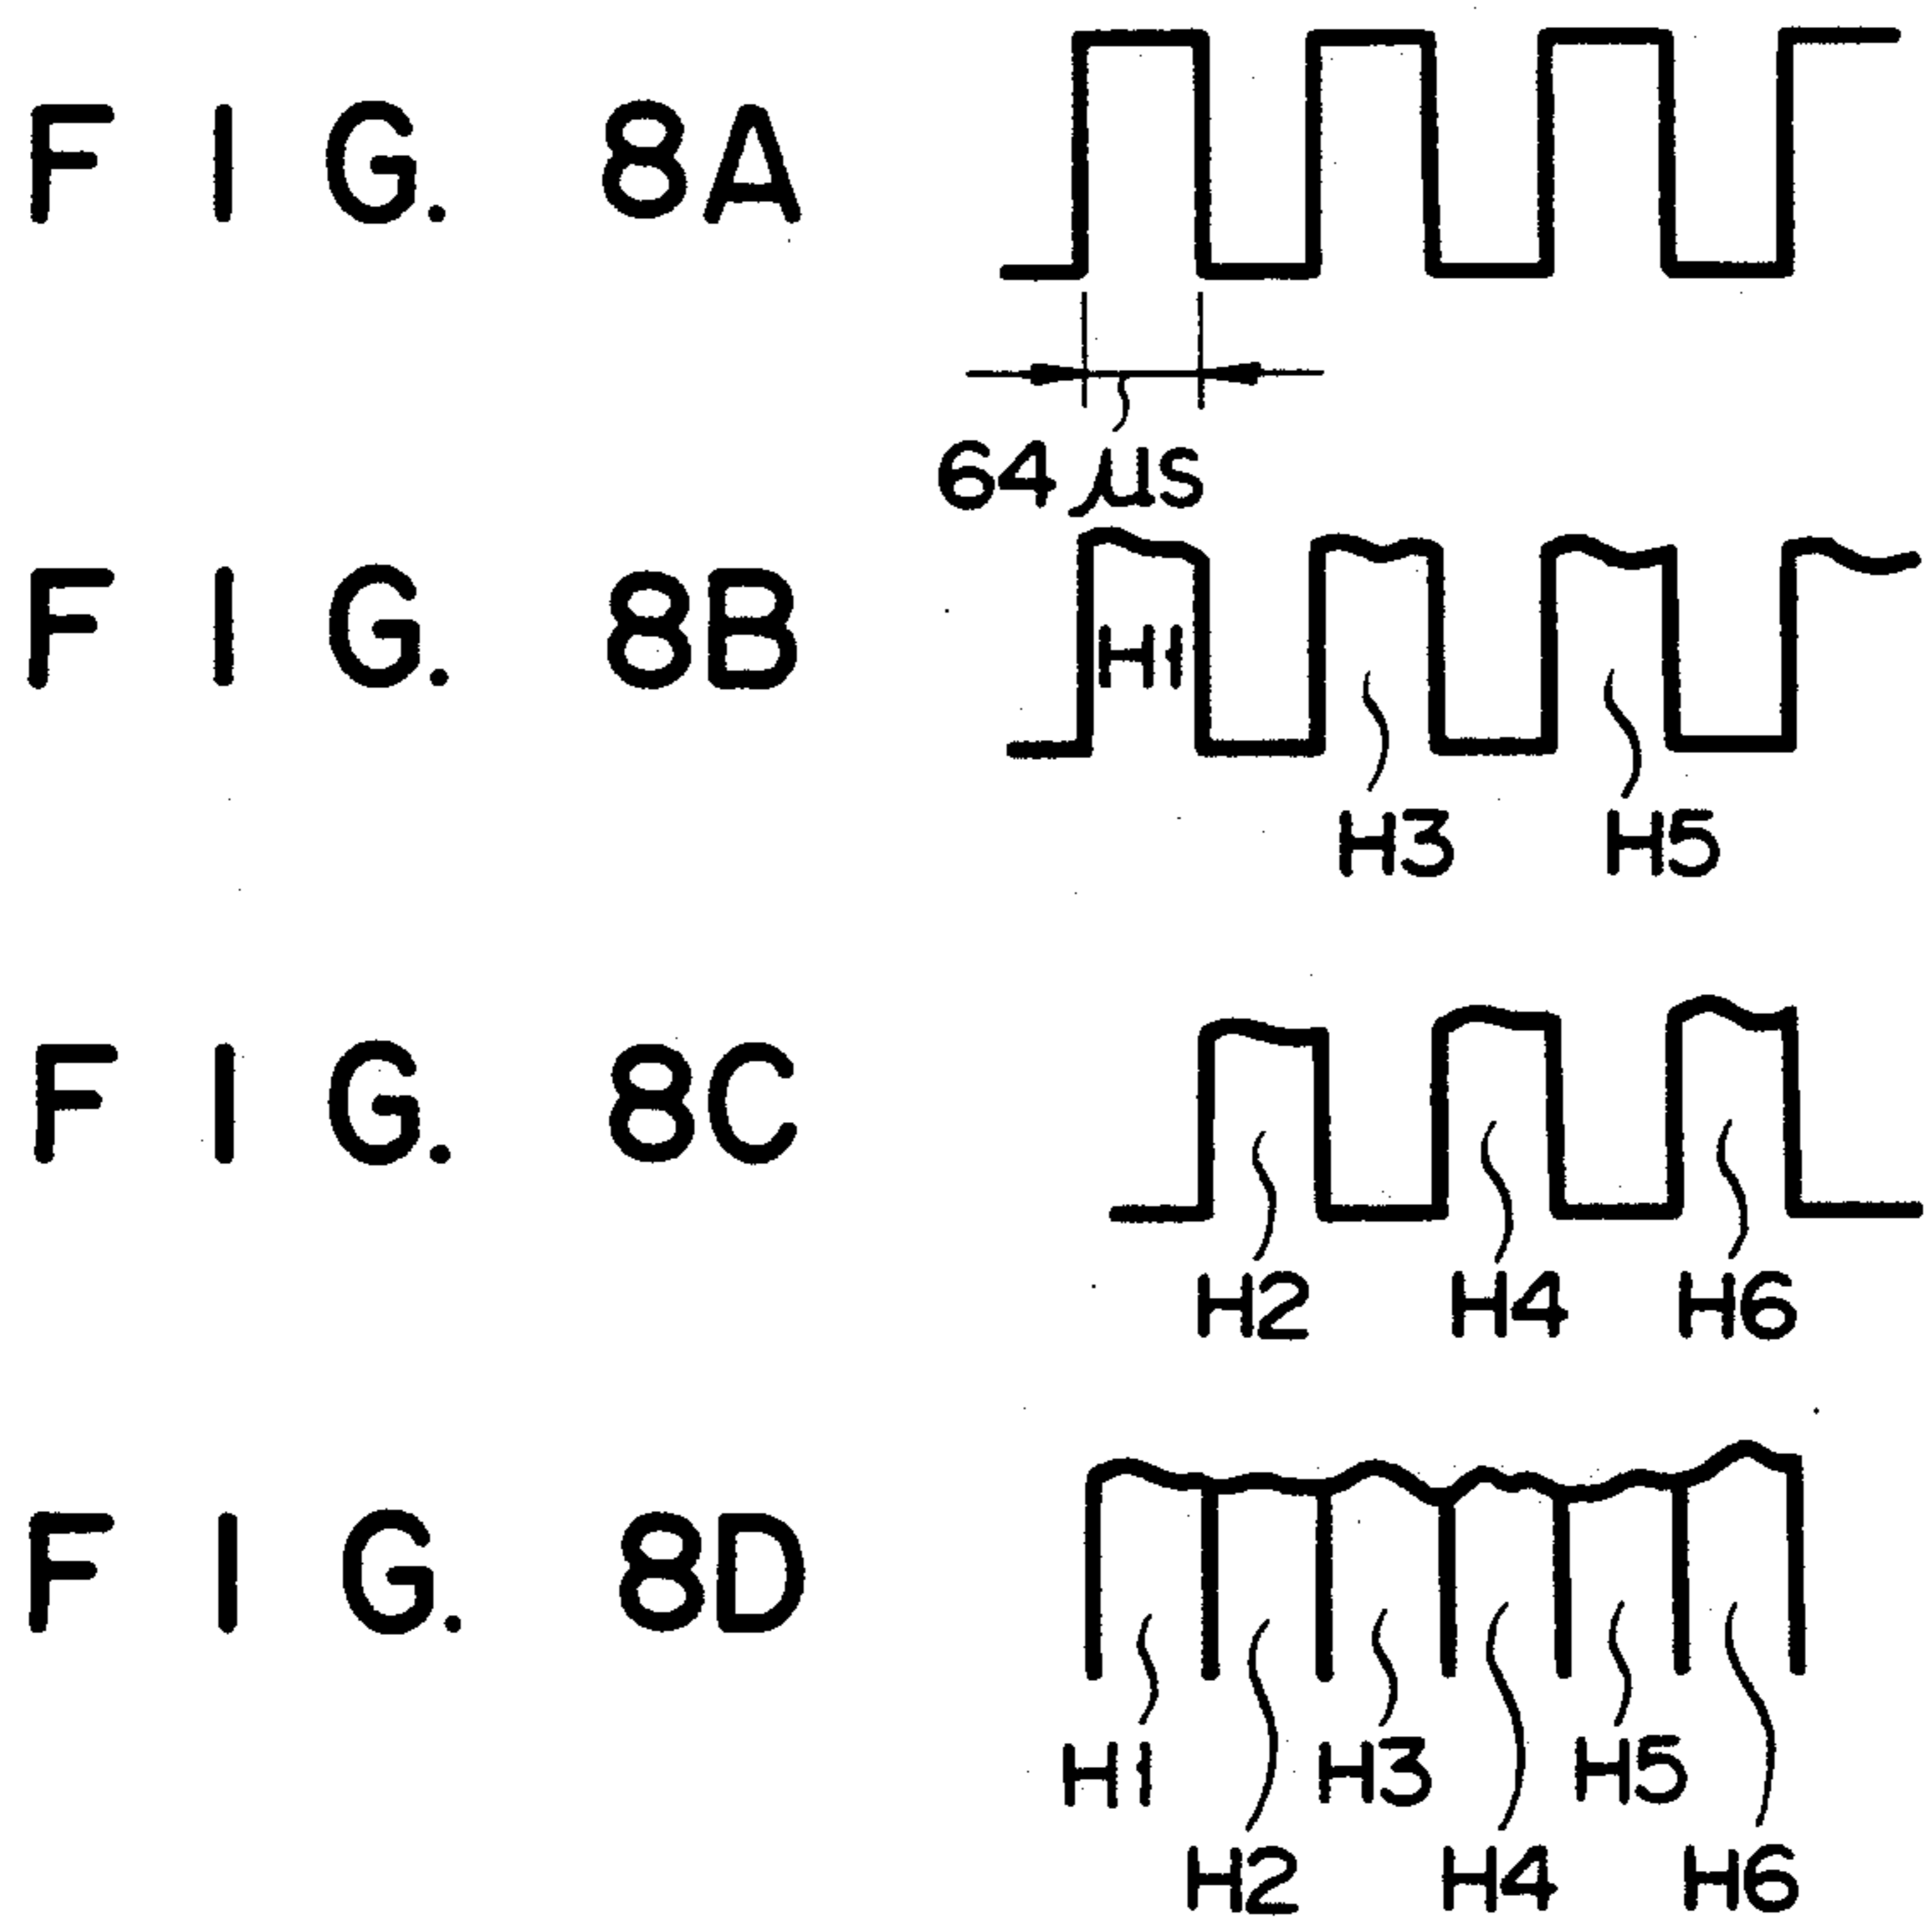 FIG. 8A
64 μs
FIG. 8B
H1
H3 H5
FIG. 8C
H2 H4 H6
FIG. 8D
H1 H3 H5
H2 H4 H6